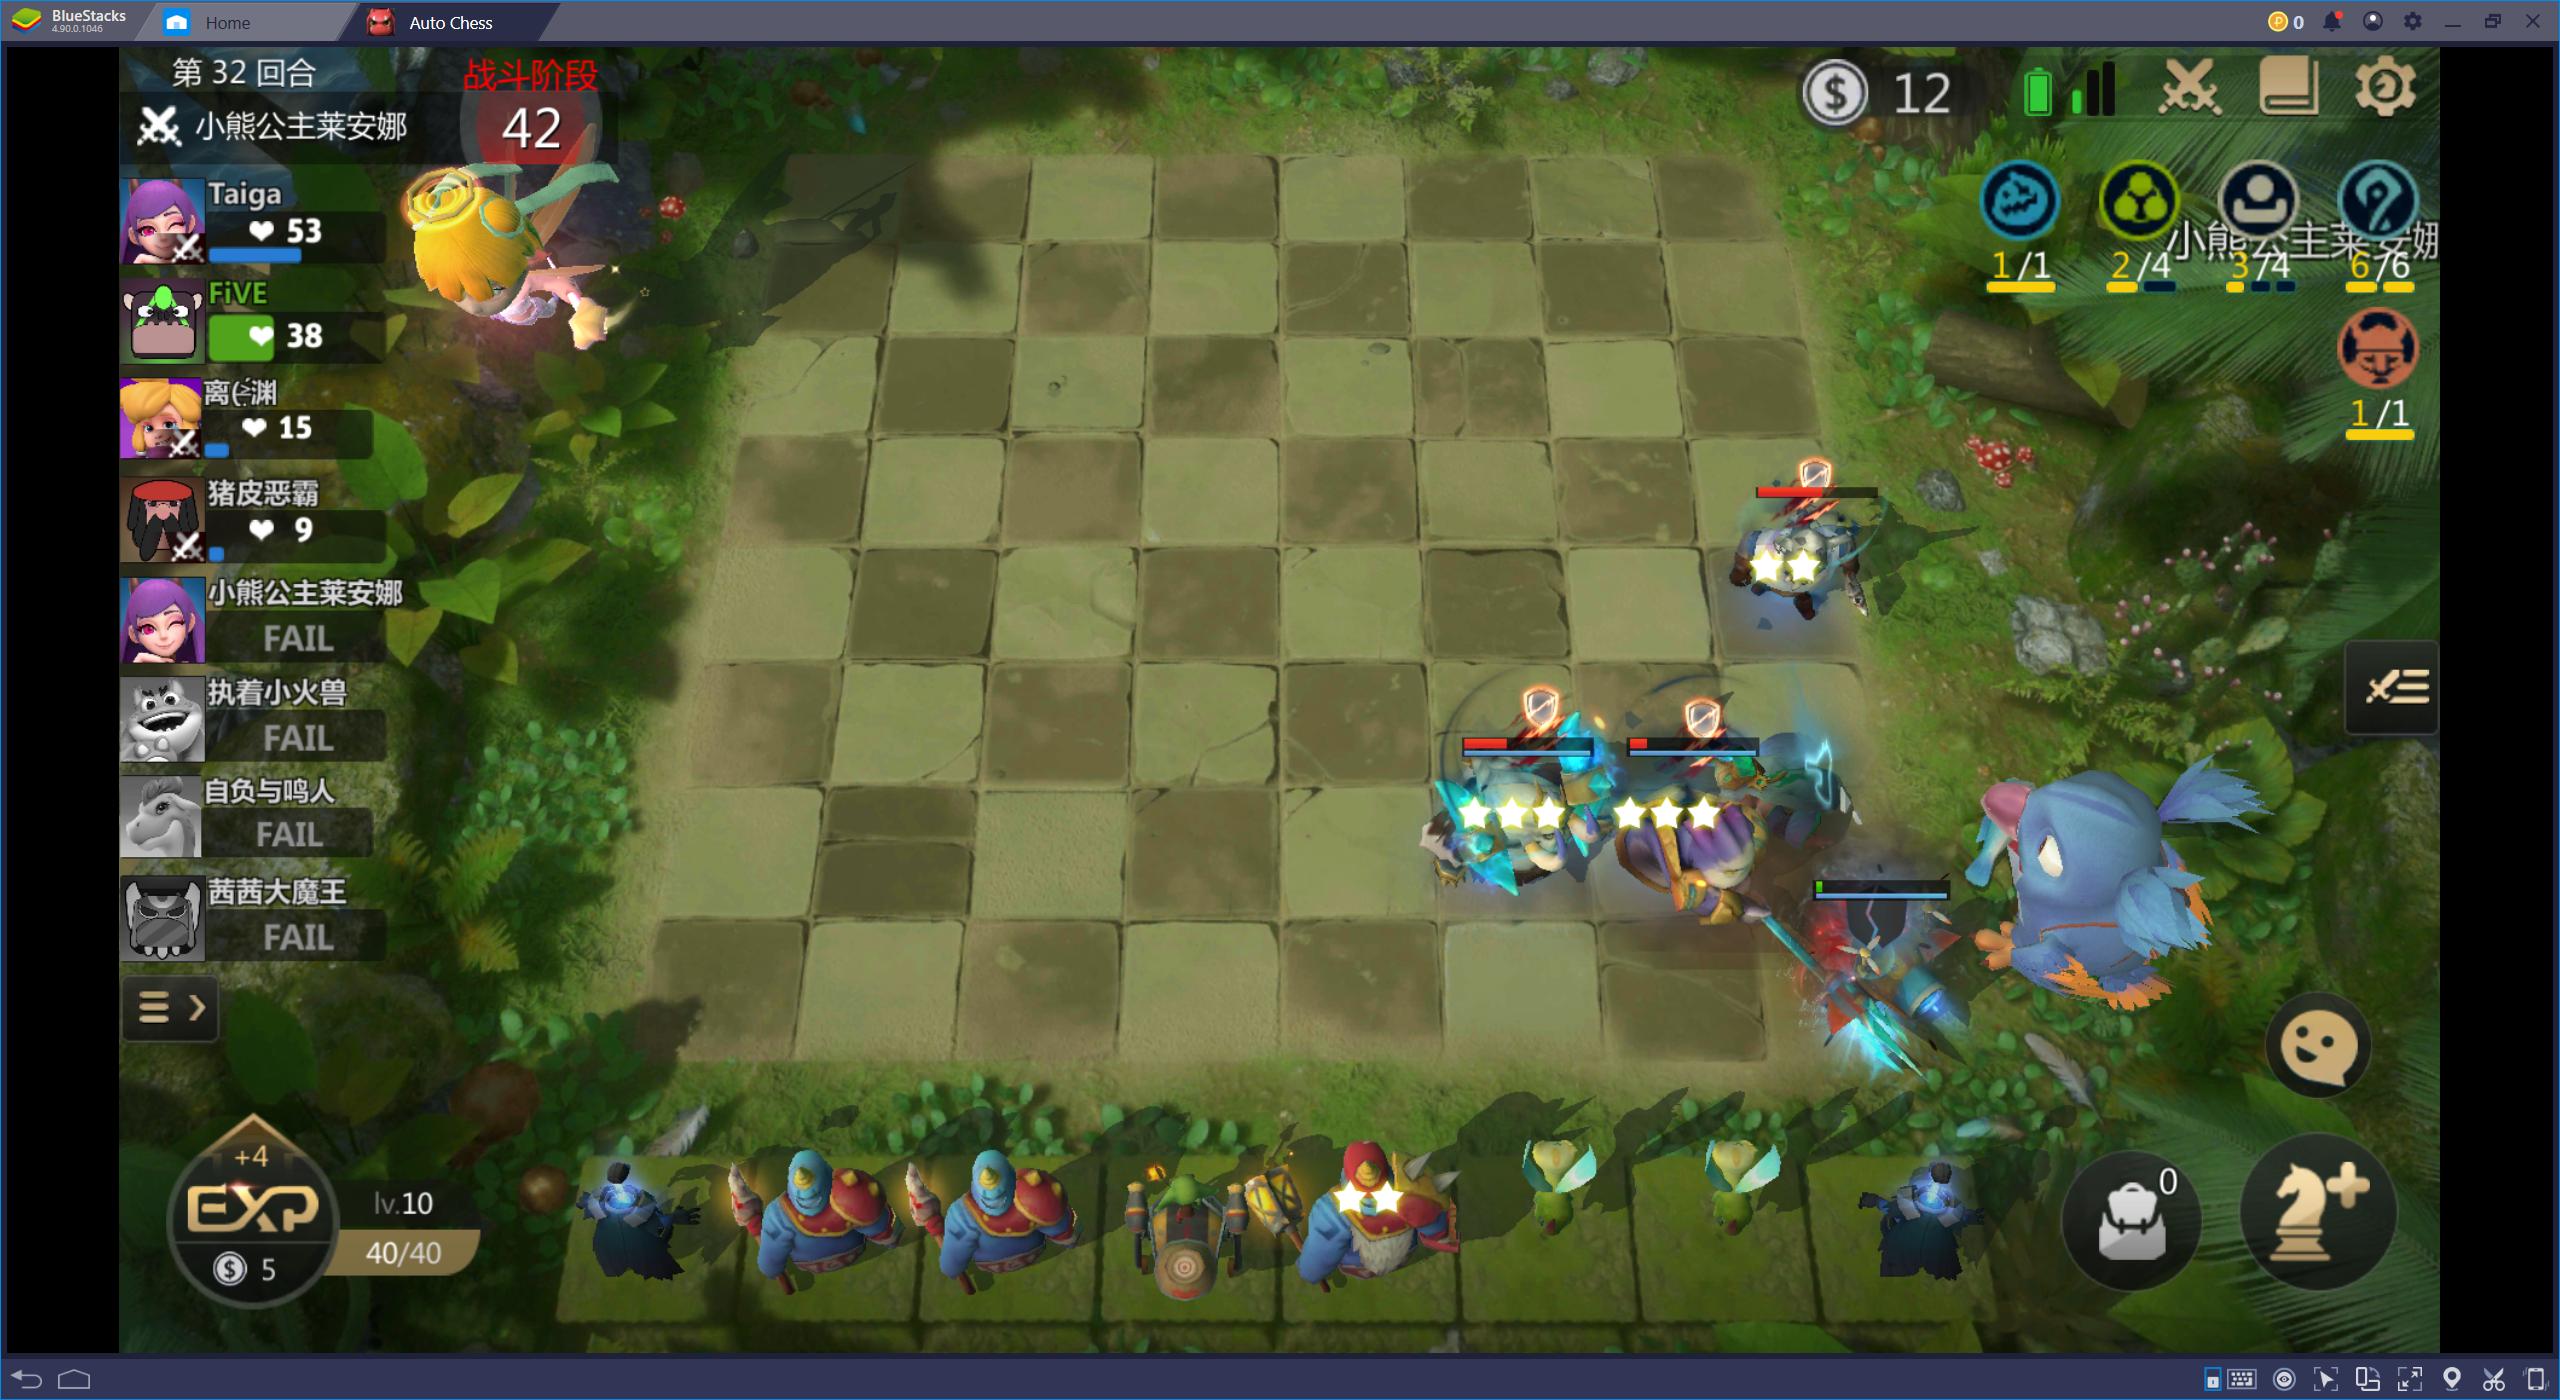 BlueStacks
4.90.0.1046
Home
Auto Chess
0
第 32 回合
战斗阶段
小熊公主莱安娜
42
12
Taiga
53
FiVE
38
15
猪皮恶霸
9
小熊公主莱安娜
FAIL
执着小火兽
FAIL
自负与鸣人
FAIL
茜茜大魔王
FAIL
小熊公主莱安娜
1/1
2/4
3/4
6/6
1/1
+4
EXP
5
lv.10
40/40
0